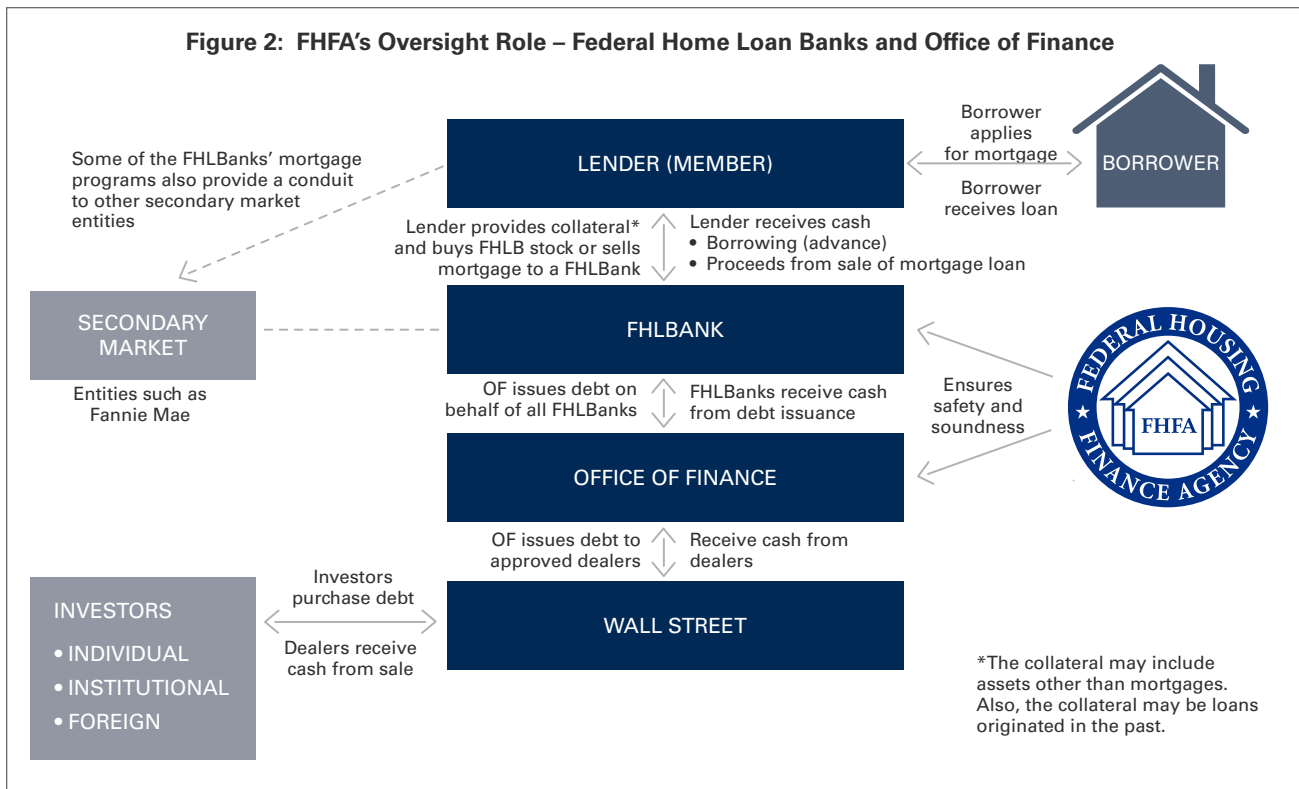 Figure 2:  FHFA’s Oversight Role – Federal Home Loan Banks and Office of Finance
Some of the FHLBanks’ mortgage
programs also provide a conduit
to other secondary market
entities
LENDER (MEMBER)
Borrower
applies
for mortgage
Borrower
receives loan
BORROWER
Lender provides collateral*
and buys FHLB stock or sells
mortgage to a FHLBank
Lender receives cash
• Borrowing (advance)
• Proceeds from sale of mortgage loan
SECONDARY
MARKET
Entities such as
Fannie Mae
FHLBANK
OF issues debt on
behalf of all FHLBanks
FHLBanks receive cash
from debt issuance
Ensures
safety and
soundness
FEDERAL HOUSING
FHFA
FINANCE AGENCY
OFFICE OF FINANCE
OF issues debt to
approved dealers
Receive cash from
dealers
INVESTORS
• INDIVIDUAL
• INSTITUTIONAL
• FOREIGN
Investors
purchase debt
Dealers receive
cash from sale
WALL STREET
*The collateral may include
assets other than mortgages.
Also, the collateral may be loans
originated in the past.